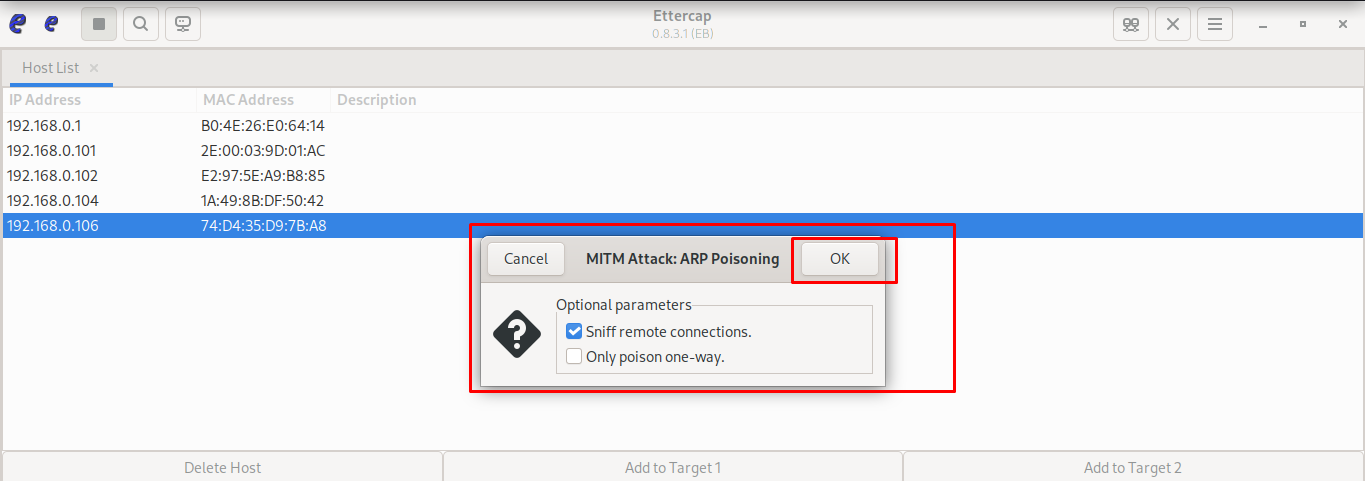 Ettercap
0.8.3.1 (EB)
Host List
IP Address MAC Address Description
192.168.0.1 B0:4E:26:E0:64:14
192.168.0.101 2E:00:03:9D:01:AC
192.168.0.102 E2:97:5E:A9:B8:85
192.168.0.104 1A:49:8B:DF:50:42
192.168.0.106 74:D4:35:D9:7B:A8
Cancel MITM Attack: ARP Poisoning OK
Optional parameters
Sniff remote connections.
Only poison one-way.
Delete Host Add to Target 1 Add to Target 2